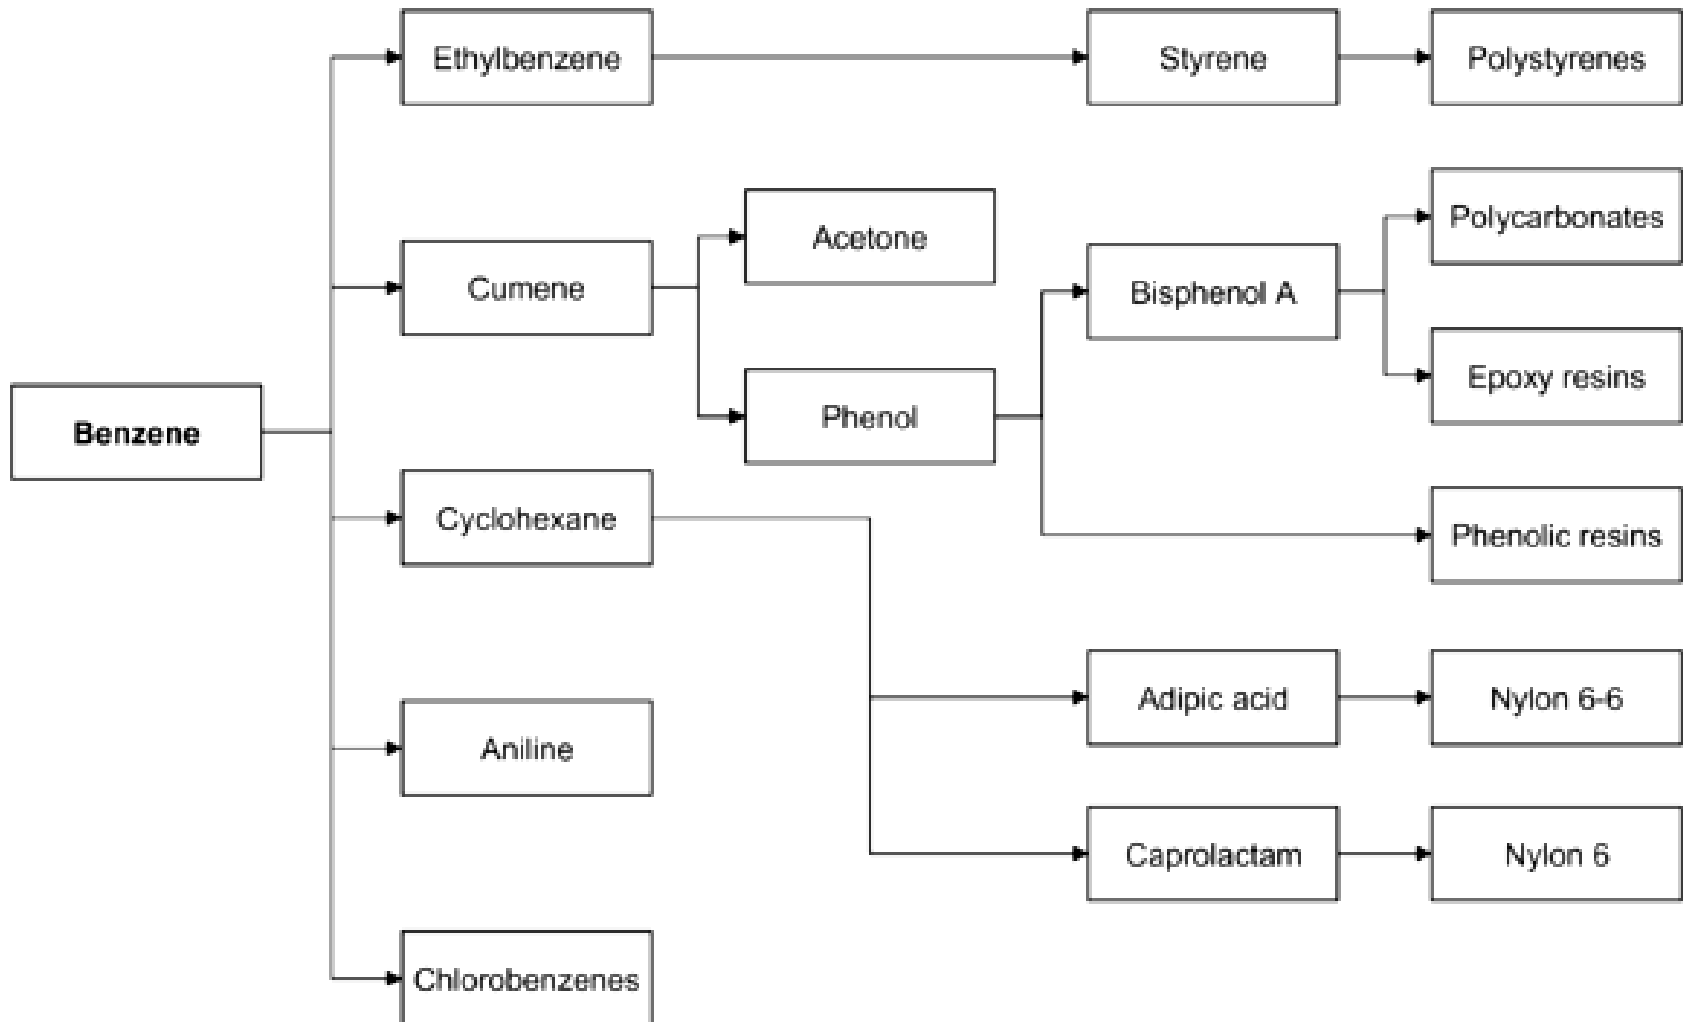 Ethylbenzene
Styrene
Polystyrenes
Polycarbonates
Acetone
Cumene
Bisphenol A
Epoxy resins
Phenol
Benzene
Cyclohexane
Phenolic resins
Adipic acid
Nylon 6-6
Aniline
Caprolactam
Nylon 6
Chlorobenzenes